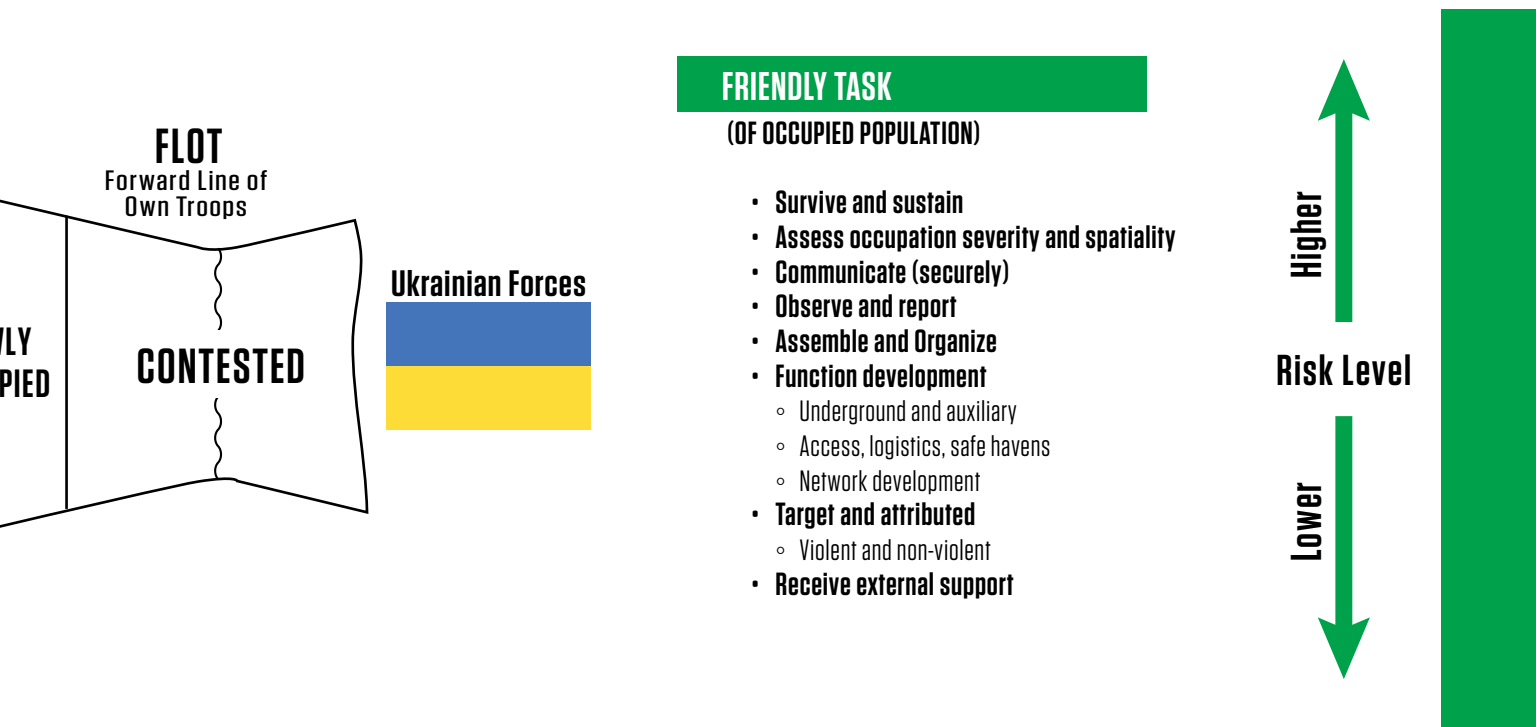 FLOT
Forward Line of
Own Troops
CONTESTED
Ukrainian Forces
FRIENDLY TASK
(OF OCCUPIED POPULATION)
• Survive and sustain
• Assess occupation severity and spatiality
• Communicate (securely)
• Observe and report
• Assemble and Organize
• Function development
◦ Underground and auxiliary
◦ Access, logistics, safe havens
◦ Network development
• Target and attributed
◦ Violent and non-violent
• Receive external support
Higher
Risk Level
Lower